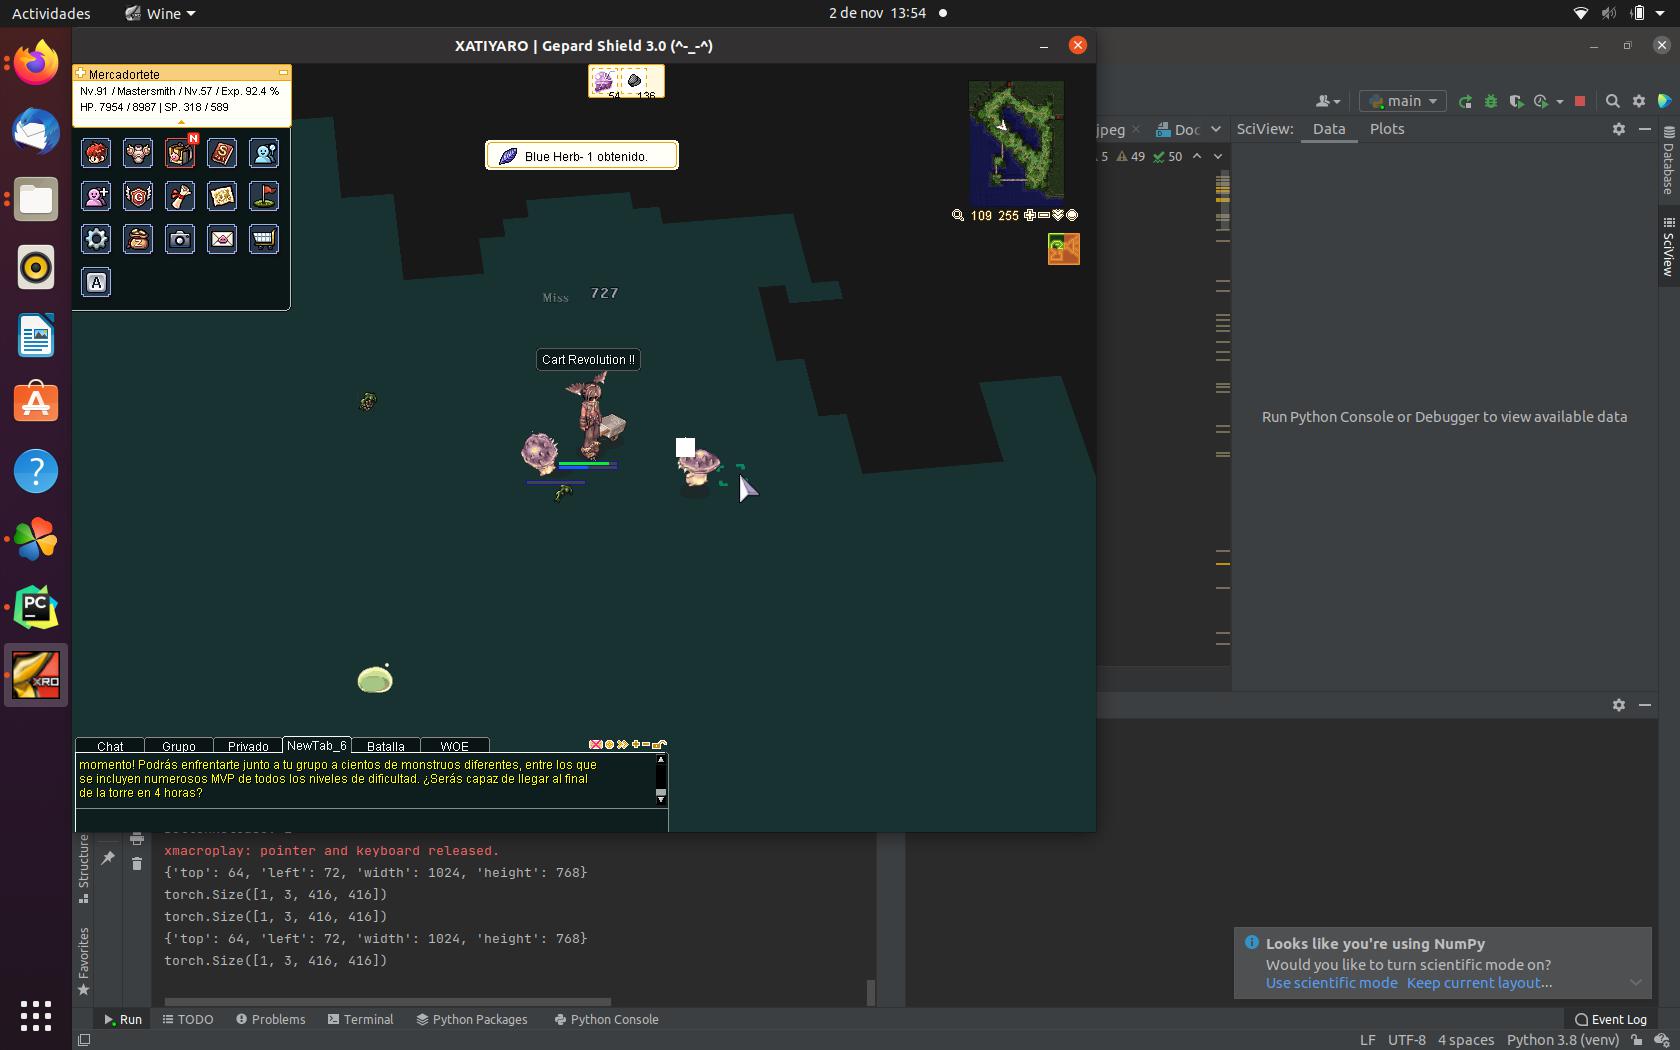 Actividades
Wine
2 de nov 13:54
XATIYARO | Gepard Shield 3.0 (^-_-^)
Mercadortete
Nv.91 / Mastersmith / Nv.57 / Exp. 92.4 %
HP. 7954 / 8987 | SP. 318 / 589
54 136
N
A
Blue Herb- 1 obtenido.
109 255
Miss 727
Cart Revolution !!
Chat Grupo Privado NewTab_6 Batalla WOE
momento! Podrás enfrentarte junto a tu grupo a cientos de monstruos diferentes, entre los que
se incluyen numerosos MVP de todos los niveles de dificultad. ¿Serás capaz de llegar al final
de la torre en 4 horas?
PC
XRO
main
jpeg Doc
SciView: Data Plots
5 49 50
Database
SciView
Run Python Console or Debugger to view available data
xmacroplay: pointer and keyboard released.
{'top': 64, 'left': 72, 'width': 1024, 'height': 768}
torch.Size([1, 3, 416, 416])
torch.Size([1, 3, 416, 416])
{'top': 64, 'left': 72, 'width': 1024, 'height': 768}
torch.Size([1, 3, 416, 416])
Structure
Favorites
Looks like you're using NumPy
Would you like to turn scientific mode on?
Use scientific mode Keep current layout...
Run TODO Problems Terminal Python Packages Python Console
Event Log
LF UTF-8 4 spaces Python 3.8 (venv)